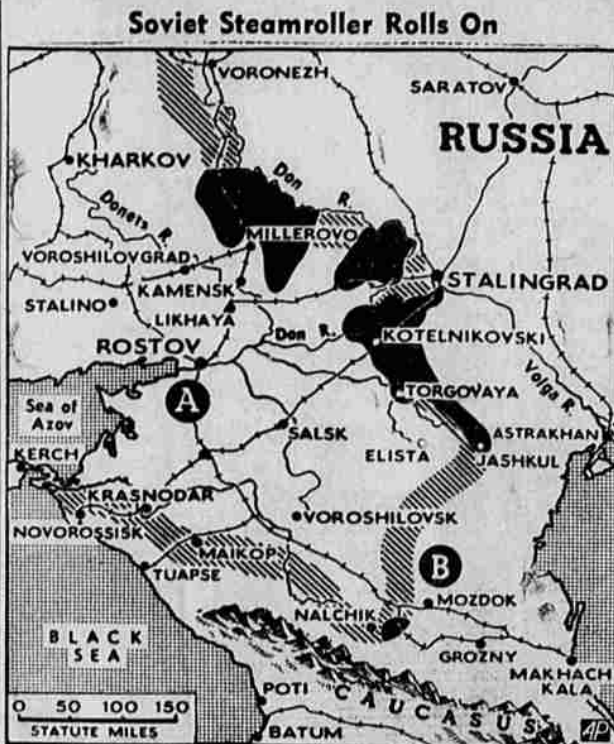 Soviet Steamroller Rolls On
VORONEZH
SARATOV
RUSSIA
KHARKOV
Don
R.
Donets R.
MILLEROVO
VOROSHILOVGRAD
STALINGRAD
KAMENSK
STALINO
LIKHAYA
Don R.
KOTELNIKOVSKI
ROSTOV
Volga R.
TORGOVAYA
A
Sea of
Azov
SALSK
ASTRAKHAN
ELISTA
JASHKUL
KERCH
KRASNODAR
VOROSHILOVSK
NOVOROSSISK
MAIKOP
B
TUAPSE
MOZDOK
NALCHIK
BLACK
SEA
GROZNY
MAKHACH
KALA
POTI
CAUCASUS
0 50 100 150
STATUTE MILES
BATUM
AP